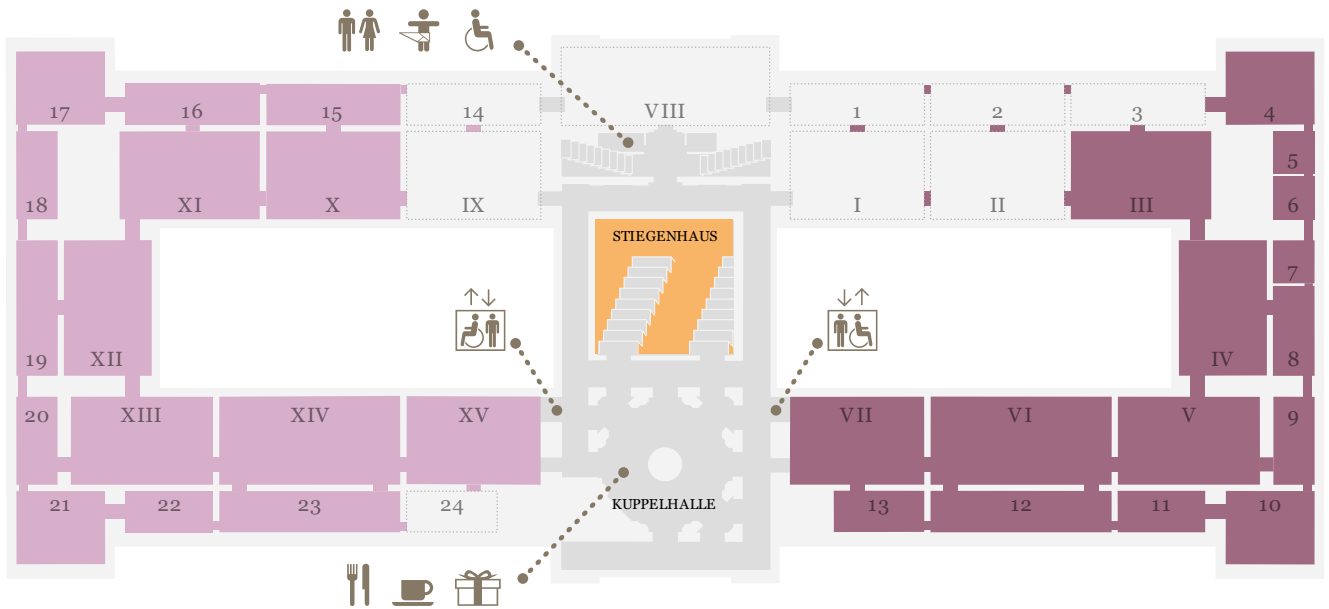 17 16 15 14 VIII 1 2 3 4
5
18 XI X IX I II III 6
STIEGENHAUS
7
19 XII IV 8
20 XIII XIV XV VII VI V 9
21 22 23 24 KUPPELHALLE 13 12 11 10